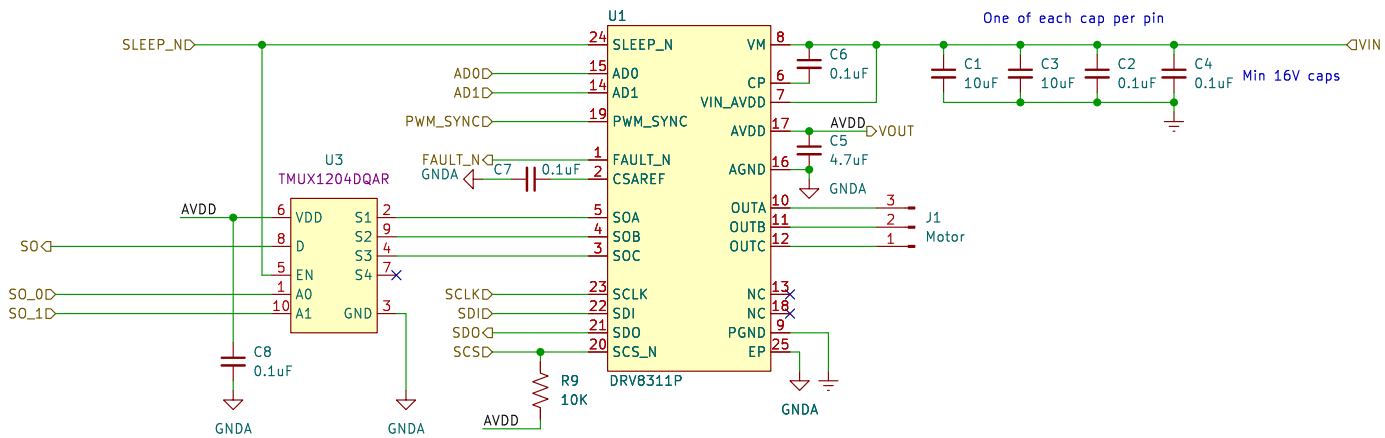 U1
One of each cap per pin
SLEEP_N
24 SLEEP_N
VM 8
VIN
C6
0.1uF
C1
10uF
C3
10uF
C2
0.1uF
C4
0.1uF
Min 16V caps
AD0
15 AD0
CP 6
AD1
14 AD1
VIN_AVDD 7
PWM_SYNC
19 PWM_SYNC
AVDD 17
AVDD
VOUT
C5
4.7uF
FAULT_N
1 FAULT_N
AGND 16
GNDA
GNDA
C7
0.1uF
2 CSAREF
U3
TMUX1204DQAR
AVDD
6 VDD
S1 2
5 SOA
OUTA 10
3
J1
Motor
S2 9
4 SOB
OUTB 11
2
SO
8 D
S3 4
3 SOC
OUTC 12
1
5 EN
S4 7
SO_0
1 A0
SCLK
23 SCLK
NC 13
SO_1
10 A1
GND 3
SDI
22 SDI
NC 18
SDO
21 SDO
PGND 9
SCS
20 SCS_N
EP 25
C8
0.1uF
DRV8311P
R9
10K
GNDA
AVDD
GNDA
GNDA